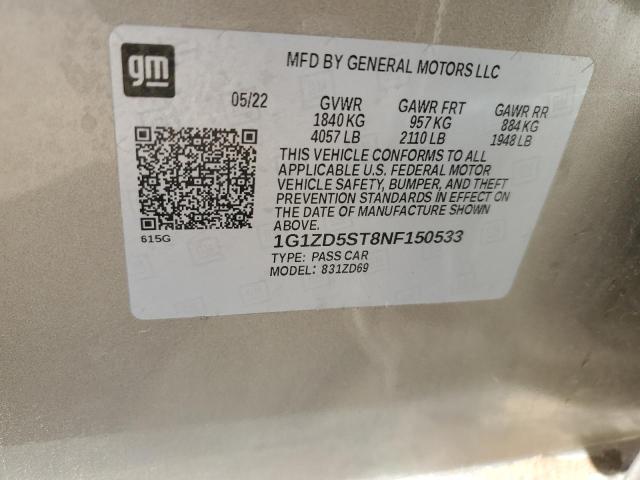 gm
MFD BY GENERAL MOTORS LLC
05/22 GVWR GAWR FRT GAWR RR
1840 KG 957 KG 884 KG
4057 LB 2110 LB 1948 LB
THIS VEHICLE CONFORMS TO ALL
APPLICABLE U.S. FEDERAL MOTOR
VEHICLE SAFETY, BUMPER, AND THEFT
PREVENTION STANDARDS IN EFFECT ON
THE DATE OF MANUFACTURE SHOWN
ABOVE.
615G
1G1ZD5ST8NF150533
TYPE: PASS CAR
MODEL: 831ZD69